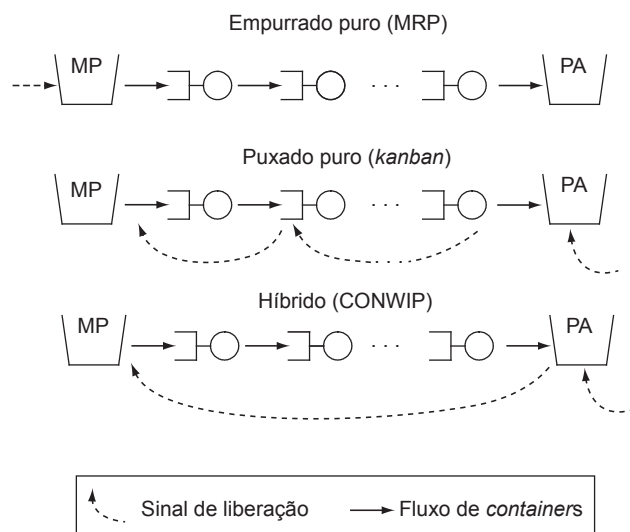 Empurrado puro (MRP)
MP
PA
Puxado puro (kanban)
MP
PA
Híbrido (CONWIP)
MP
PA
Sinal de liberação
Fluxo de containers